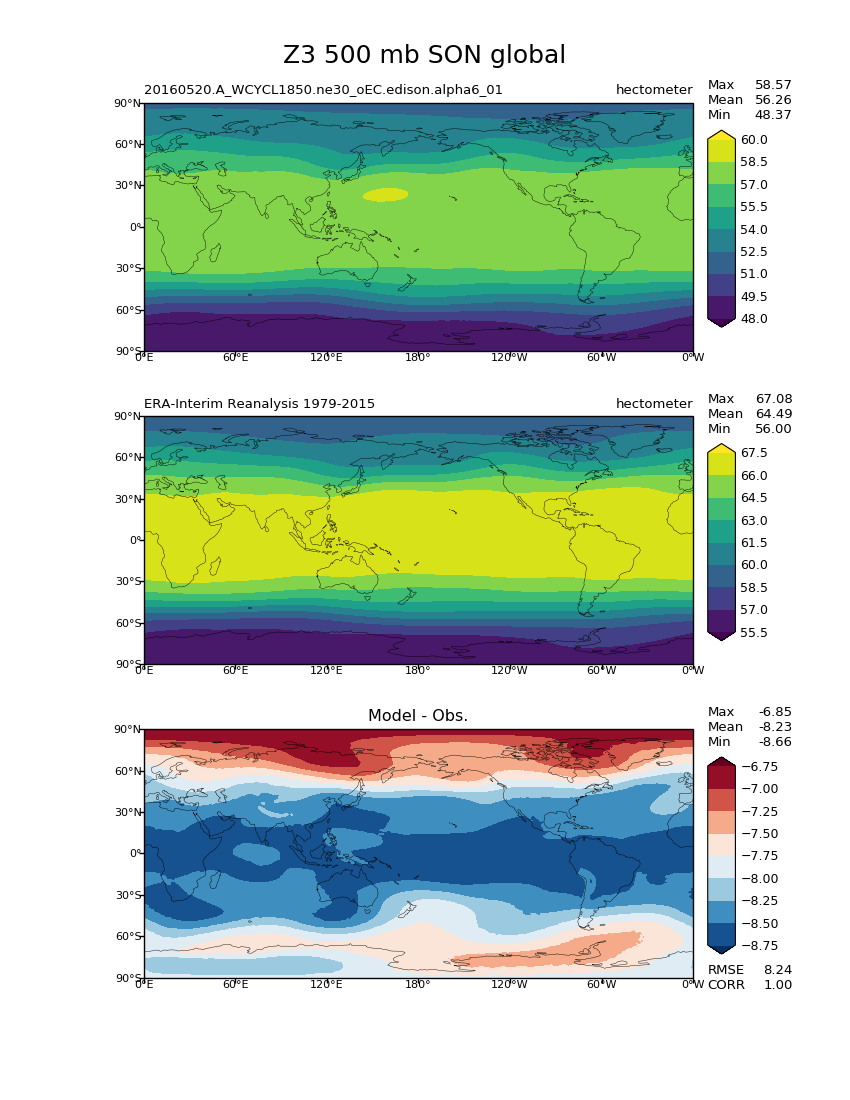 Z3 500 mb SON global
20160520.A_WCYCL1850.ne30_oEC.edison.alpha6_01 hectometer
Max 58.57
Mean 56.26
Min 48.37
90°N
60°N
30°N
0°
30°S
60°S
90°S
0°E 60°E 120°E 180° 120°W 60°W 0°W
60.0
58.5
57.0
55.5
54.0
52.5
51.0
49.5
48.0
ERA-Interim Reanalysis 1979-2015 hectometer
Max 67.08
Mean 64.49
Min 56.00
90°N
60°N
30°N
0°
30°S
60°S
90°S
0°E 60°E 120°E 180° 120°W 60°W 0°W
67.5
66.0
64.5
63.0
61.5
60.0
58.5
57.0
55.5
Model - Obs.
Max -6.85
Mean -8.23
Min -8.66
90°N
60°N
30°N
0°
30°S
60°S
90°S
0°E 60°E 120°E 180° 120°W 60°W 0°W
−6.75
−7.00
−7.25
−7.50
−7.75
−8.00
−8.25
−8.50
−8.75
RMSE 8.24
CORR 1.00